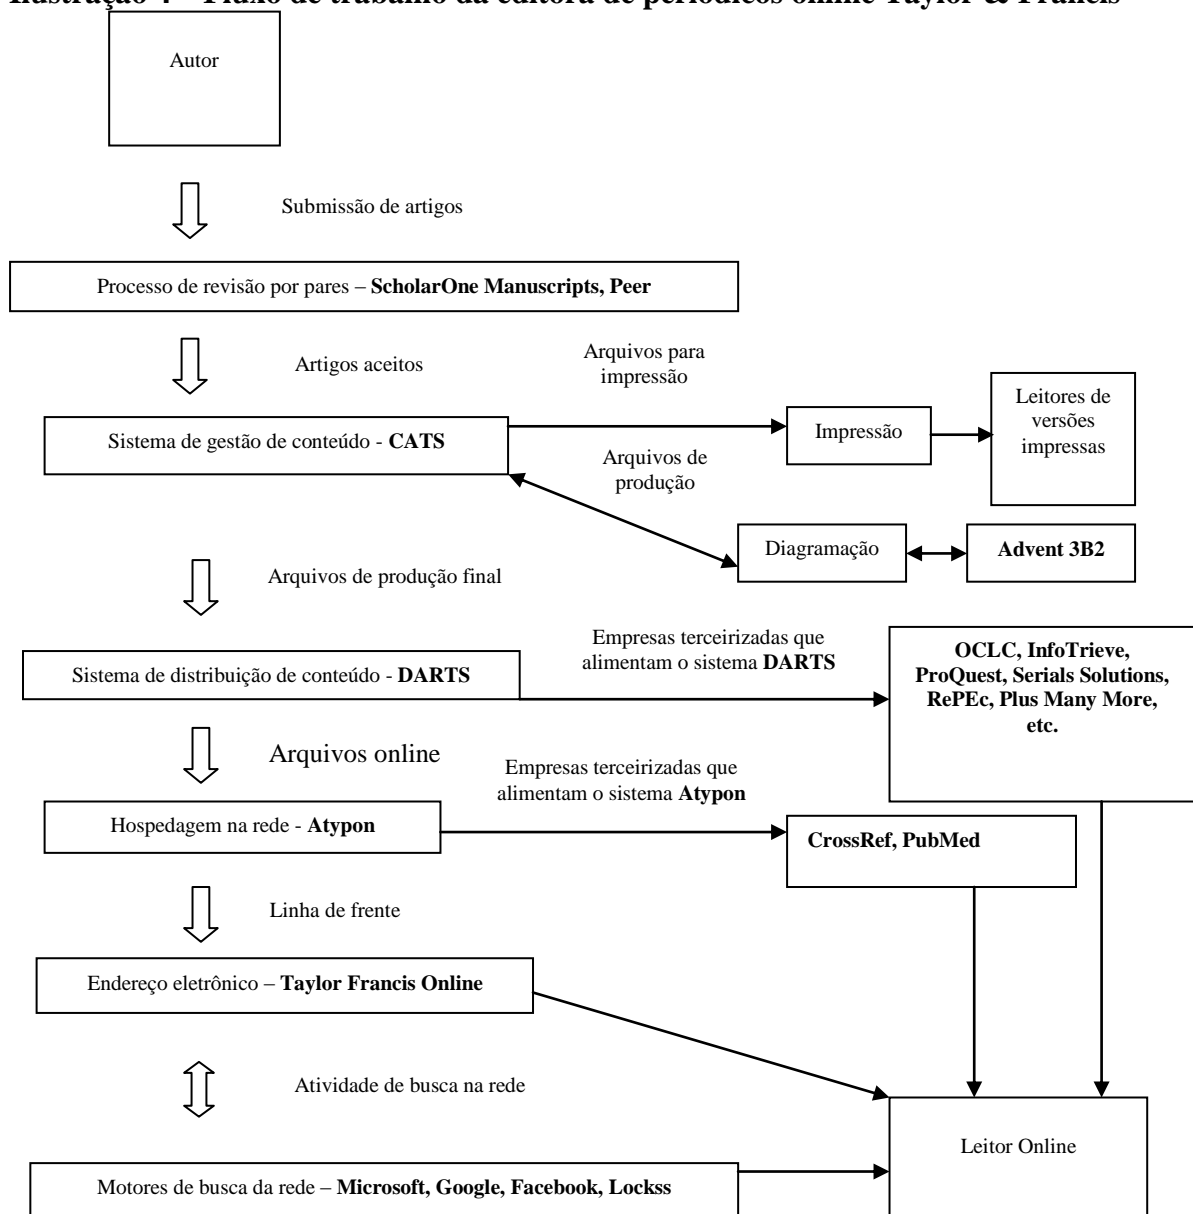 Ilustração 4 – Fluxo de trabalho da editora de periódicos online Taylor & Francis
Autor
Submissão de artigos
Processo de revisão por pares – ScholarOne Manuscripts, Peer
Artigos aceitos
Arquivos para
impressão
Sistema de gestão de conteúdo - CATS
Impressão
Leitores de
versões
impressas
Arquivos de
produção
Diagramação
Advent 3B2
Arquivos de produção final
Sistema de distribuição de conteúdo - DARTS
Empresas terceirizadas que
alimentam o sistema DARTS
OCLC, InfoTrieve,
ProQuest, Serials Solutions,
RePEc, Plus Many More,
etc.
Arquivos online
Hospedagem na rede - Atypon
Empresas terceirizadas que
alimentam o sistema Atypon
CrossRef, PubMed
Linha de frente
Endereço eletrônico – Taylor Francis Online
Atividade de busca na rede
Motores de busca da rede – Microsoft, Google, Facebook, Lockss
Leitor Online